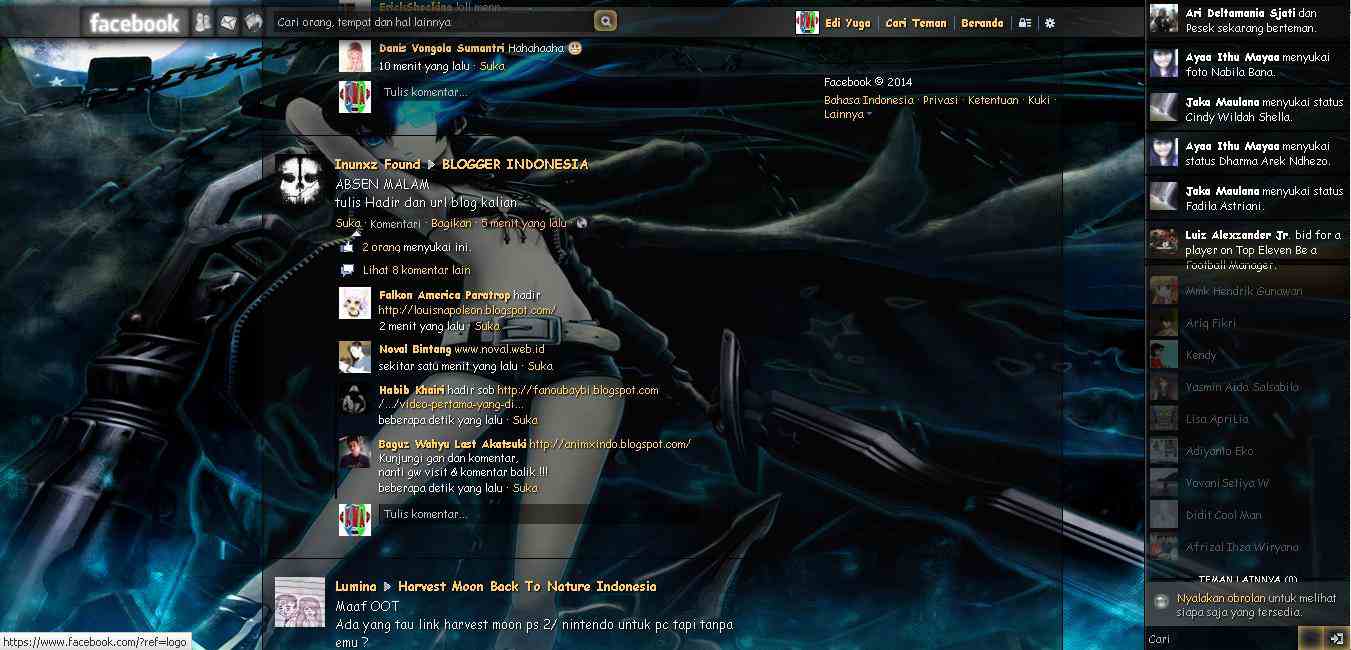 ErickShocking loll menn
facebook
Cari orang, tempat dan hal lainnya
Edi Yuga
Cari Teman
Beranda
Danis Vongola Sumantri Hahahaaha
10 menit yang lalu · Suka
Tulis komentar...
Facebook © 2014
Bahasa Indonesia · Privasi · Ketentuan · Kuki ·
Lainnya
Inunxz Found BLOGGER INDONESIA
ABSEN MALAM
tulis Hadir dan url blog kalian
Suka · Komentari · Bagikan · 5 menit yang lalu ·
2 orang menyukai ini.
Lihat 8 komentar lain
Falkon America Paratrop hadir
http://louisnapoleon.blogspot.com/
2 menit yang lalu · Suka
Noval Bintang www.noval.web.id
sekitar satu menit yang lalu · Suka
Habib Khairi hadir sob http://fanoubaybi.blogspot.com
/.../video-pertama-yang-di...
beberapa detik yang lalu · Suka
Baguz Wahyu Last Akatsuki http://animxindo.blogspot.com/
Kunjungi gan dan komentar,
nanti gw visit & komentar balik !!!
beberapa detik yang lalu · Suka
Tulis komentar...
Lumina Harvest Moon Back To Nature Indonesia
Maaf OOT
Ada yang tau link harvest moon ps 2/ nintendo untuk pc tapi tanpa
emu ?
https://www.facebook.com/?ref=logo
Ari Deltamania Sjati dan
Pesek sekarang berteman.
Ayaa Ithu Mayaa menyukai
foto Nabila Bana.
Jaka Maulana menyukai status
Cindy Wildah Shella.
Ayaa Ithu Mayaa menyukai
status Dharma Arek Ndhezo.
Jaka Maulana menyukai status
Fadila Astriani.
Luiz Alexxander Jr. bid for a
player on Top Eleven Be a
Football Manager.
Mmk Hendrik Gunawan
Ariq Fikri
Kendy
Yasmin Aida Salsabila
Lisa ApriLia
Adiyanto Eko
Yovani Setiya W
Didit Cool Man
Afrizal Ihza Wiryana
TEMAN LAINNYA (0)
Nyalakan obrolan untuk melihat
siapa saja yang tersedia.
Cari